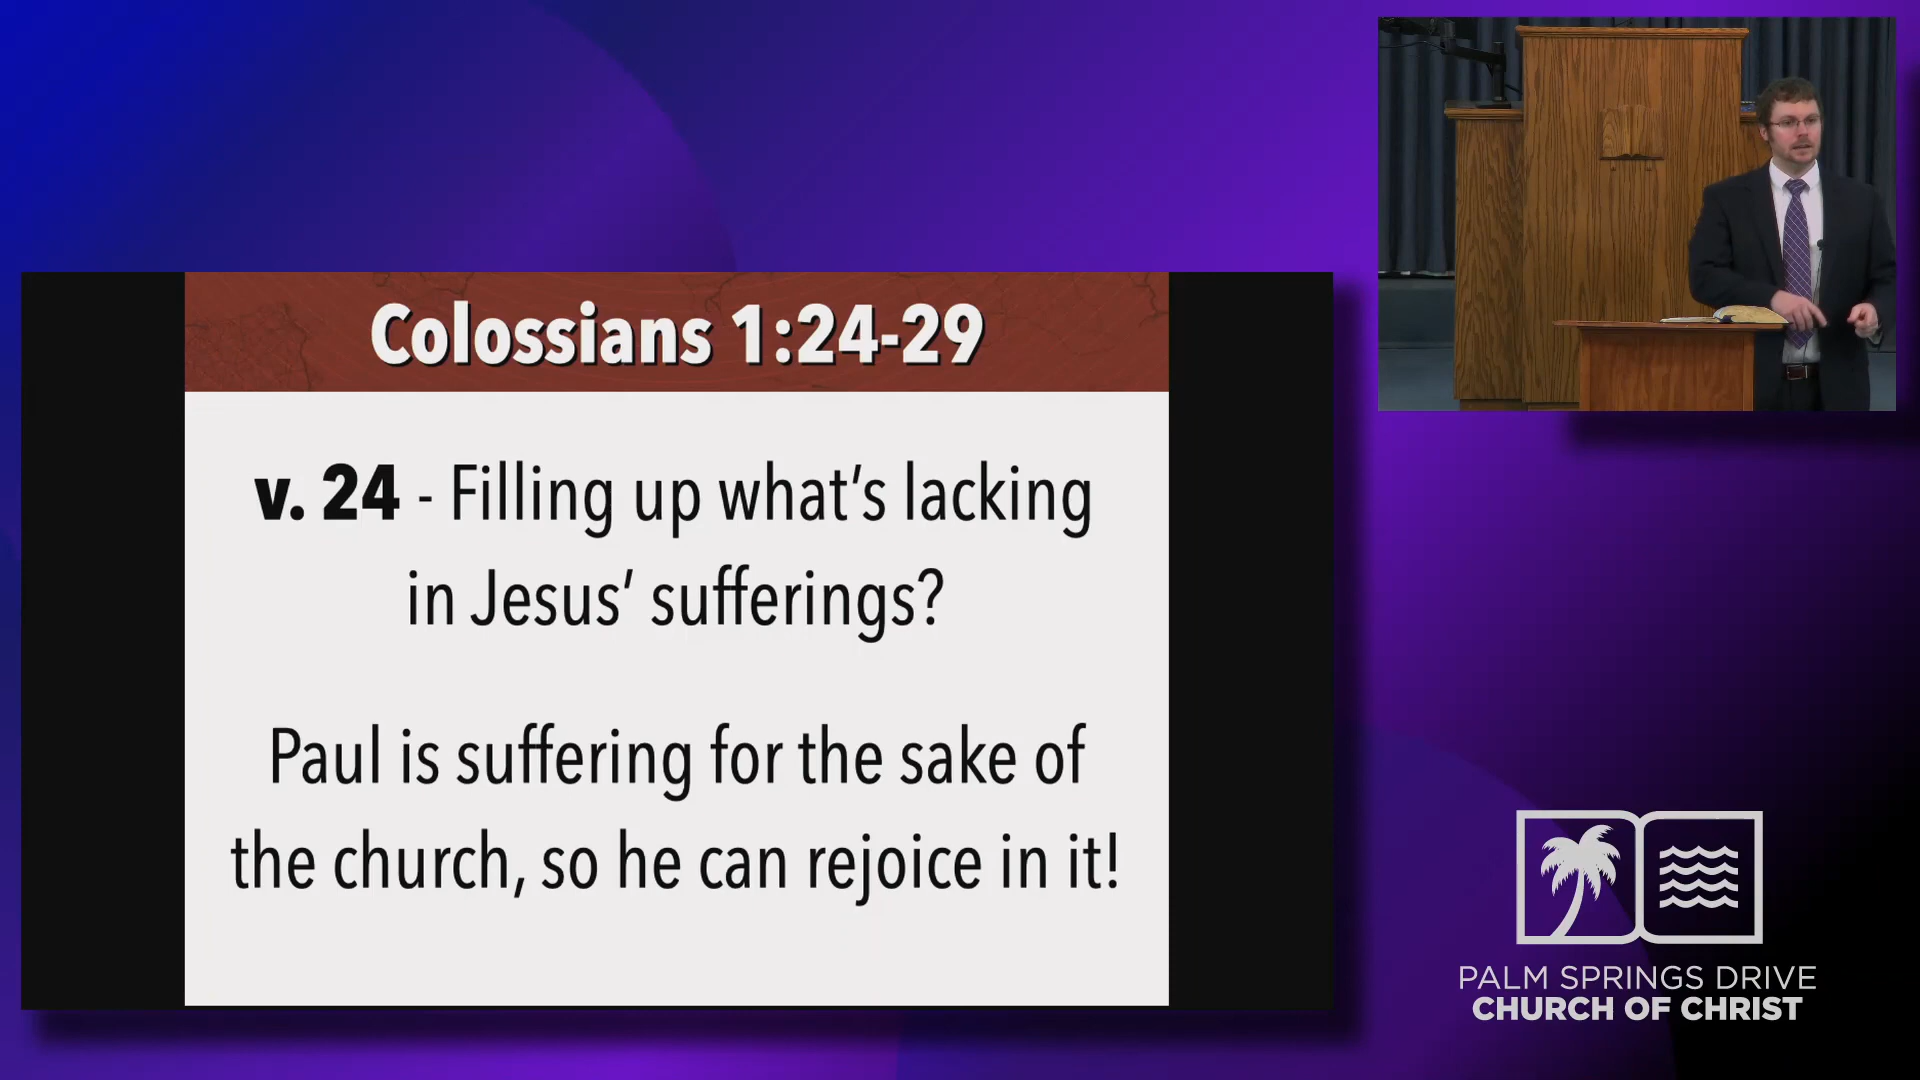 Colossians 1:24-29
v. 24 - Filling up what's lacking
in Jesus' sufferings?
Paul is suffering for the sake of
the church, so he can rejoice in it!
PALM SPRINGS DRIVE
CHURCH OF CHRIST